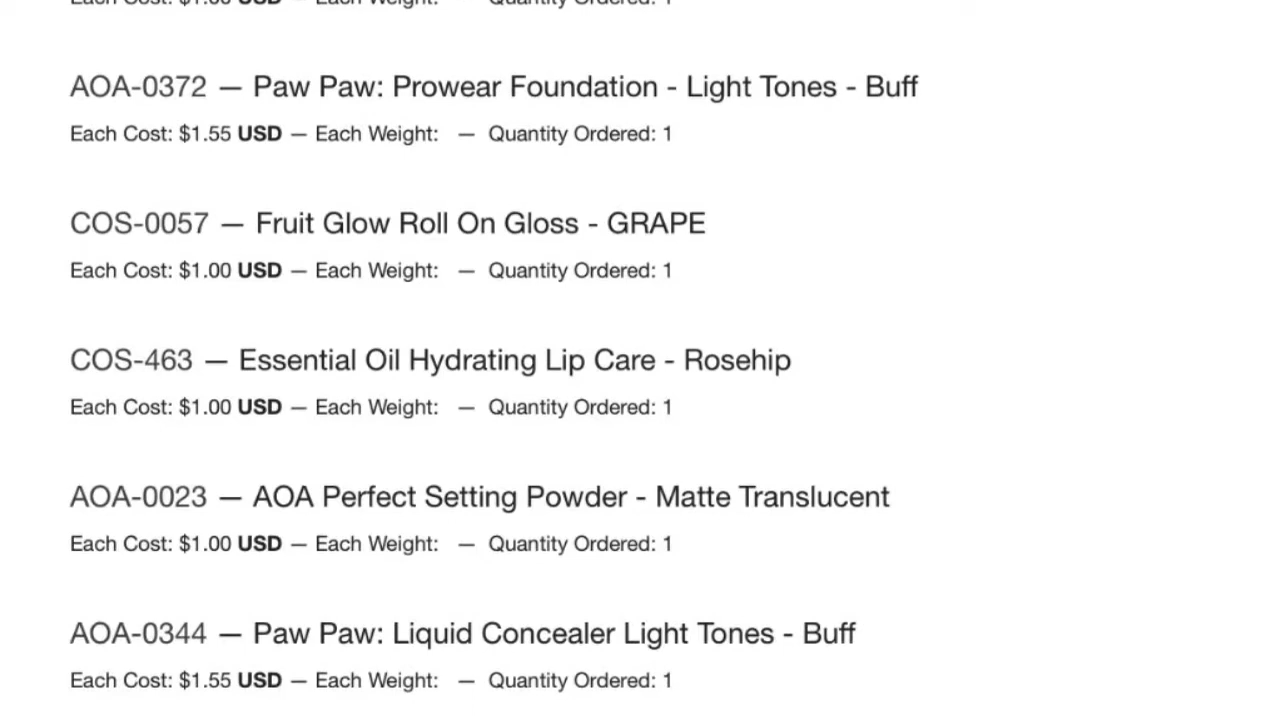 AOA-0372 — Paw Paw: Prowear Foundation - Light Tones - Buff
Each Cost: $1.55 USD — Each Weight: — Quantity Ordered: 1
COS-0057 — Fruit Glow Roll On Gloss - GRAPE
Each Cost: $1.00 USD — Each Weight: — Quantity Ordered: 1
COS-463 — Essential Oil Hydrating Lip Care - Rosehip
Each Cost: $1.00 USD — Each Weight: — Quantity Ordered: 1
AOA-0023 — AOA Perfect Setting Powder - Matte Translucent
Each Cost: $1.00 USD — Each Weight: — Quantity Ordered: 1
AOA-0344 — Paw Paw: Liquid Concealer Light Tones - Buff
Each Cost: $1.55 USD — Each Weight: — Quantity Ordered: 1